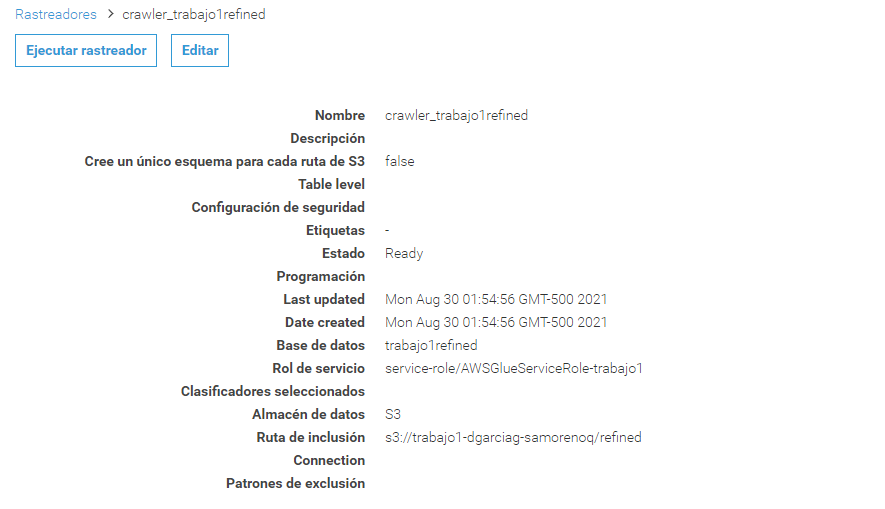 Rastreadores > crawler_trabajo1refined
Ejecutar rastreador Editar
Nombre crawler_trabajo1refined
Descripción
Cree un único esquema para cada ruta de S3 false
Table level
Configuración de seguridad
Etiquetas -
Estado Ready
Programación
Last updated Mon Aug 30 01:54:56 GMT-500 2021
Date created Mon Aug 30 01:54:56 GMT-500 2021
Base de datos trabajo1refined
Rol de servicio service-role/AWSGlueServiceRole-trabajo1
Clasificadores seleccionados
Almacén de datos S3
Ruta de inclusión s3://trabajo1-dgarciag-samorenoq/refined
Connection
Patrones de exclusión